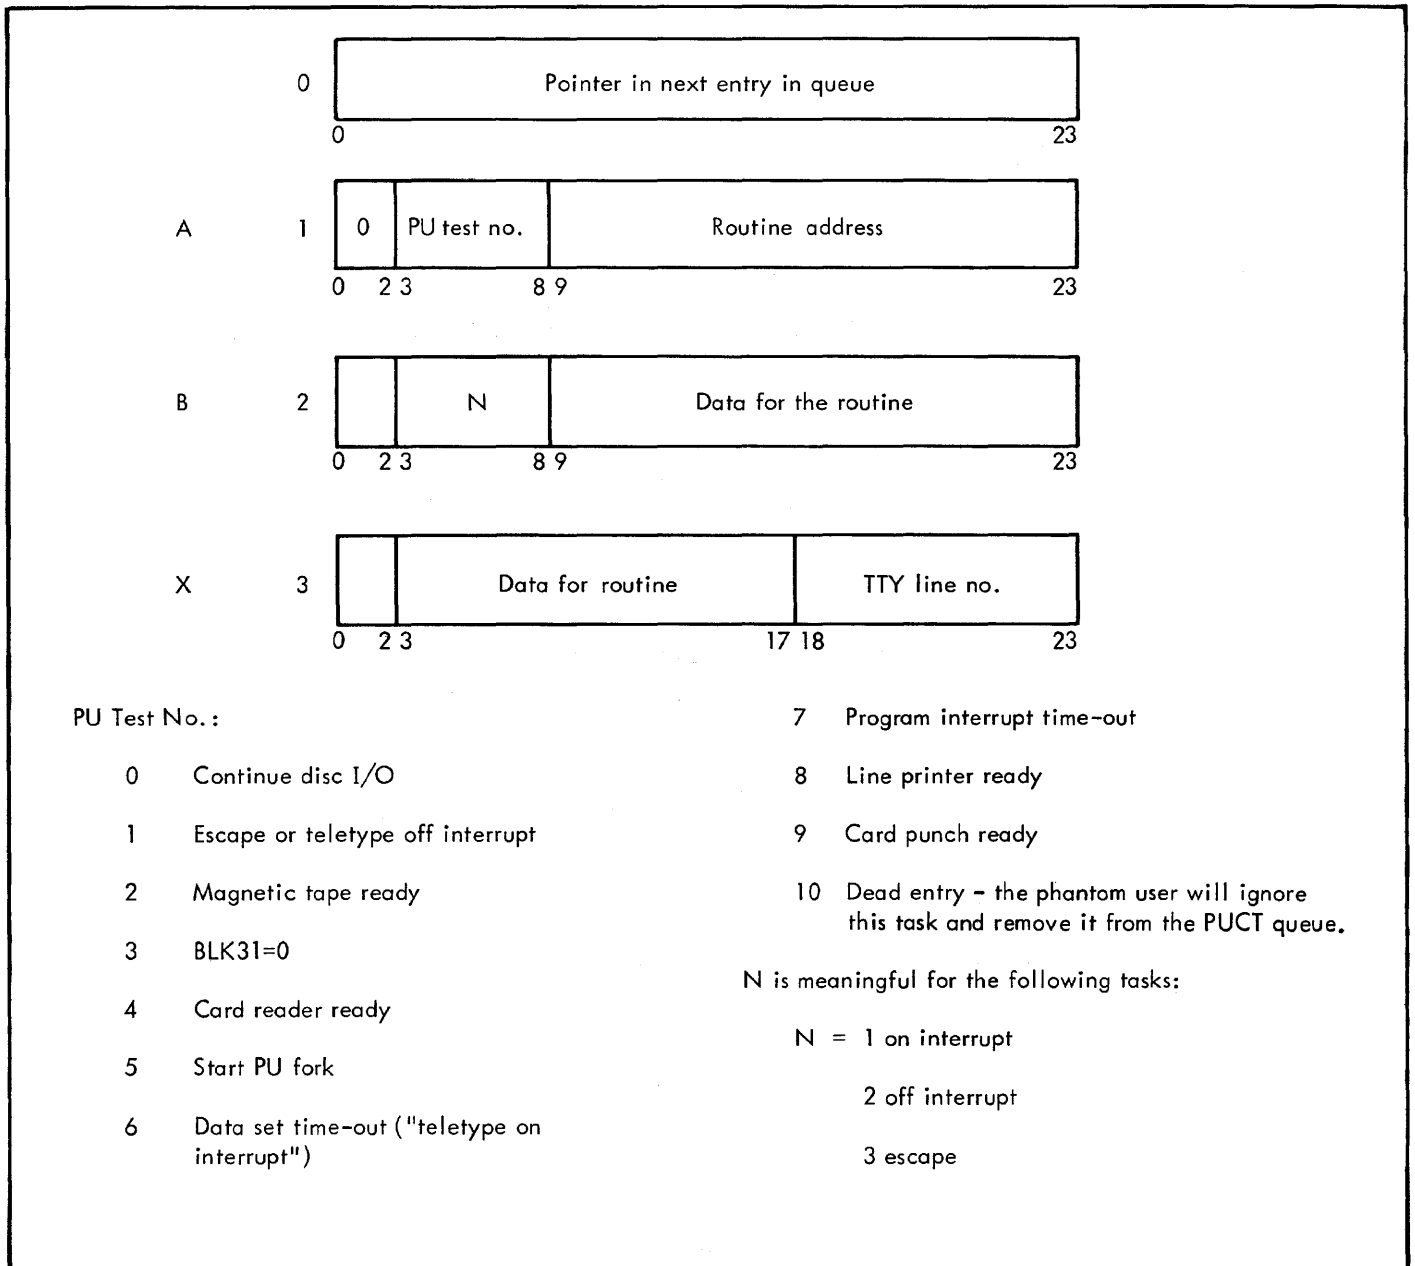 0 Pointer in next entry in queue
0 23
A 1 0 PU test no. Routine address
0 2 3 8 9 23
B 2 N Data for the routine
0 2 3 8 9 23
X 3 Data for routine TTY line no.
0 2 3 17 18 23
PU Test No.:
0 Continue disc I/O
1 Escape or teletype off interrupt
2 Magnetic tape ready
3 BLK31=0
4 Card reader ready
5 Start PU fork
6 Data set time-out ("teletype on
interrupt")
7 Program interrupt time-out
8 Line printer ready
9 Card punch ready
10 Dead entry - the phantom user will ignore
this task and remove it from the PUCT queue.
N is meaningful for the following tasks:
N = 1 on interrupt
2 off interrupt
3 escape